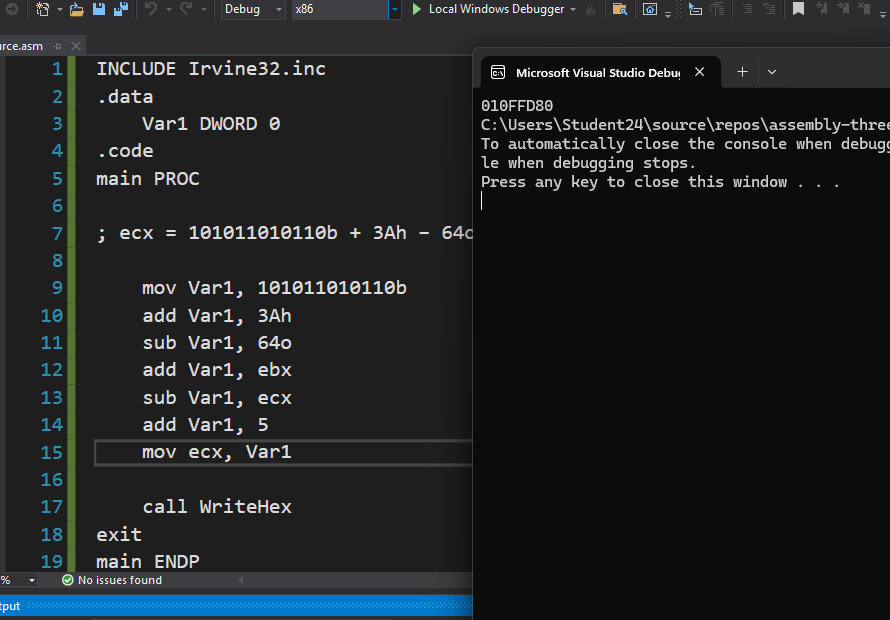 Debug x86 Local Windows Debugger
rce.asm
1 INCLUDE Irvine32.inc
2 .data
3 Var1 DWORD 0
4 .code
5 main PROC
6
7 ; ecx = 101011010110b + 3Ah - 64o
8
9 mov Var1, 101011010110b
10 add Var1, 3Ah
11 sub Var1, 64o
12 add Var1, ebx
13 sub Var1, ecx
14 add Var1, 5
15 mov ecx, Var1
16
17 call WriteHex
18 exit
19 main ENDP
% No issues found
tput
Microsoft Visual Studio Debug
010FFD80
C:\Users\Student24\source\repos\assembly-three
To automatically close the console when debugg
le when debugging stops.
Press any key to close this window . . .